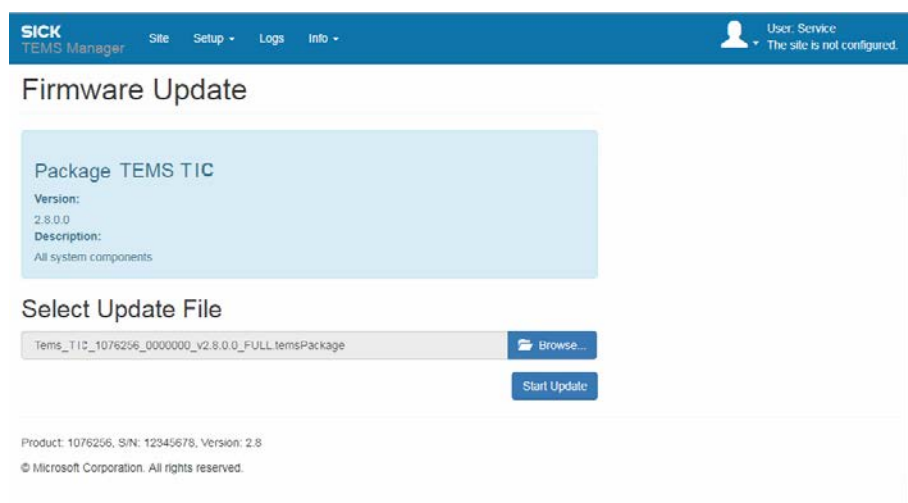 SICK
TEMS Manager
Site Setup Logs Info
User: Service
The site is not configured.
Firmware Update
Package TEMS TIC
Version:
2.8.0.0
Description:
All system components
Select Update File
Tems_TIC_1076256_0000000_v2.8.0.0_FULL.temsPackage
Browse...
Start Update
Product: 1076256, S/N: 12345678, Version: 2.8
© Microsoft Corporation. All rights reserved.